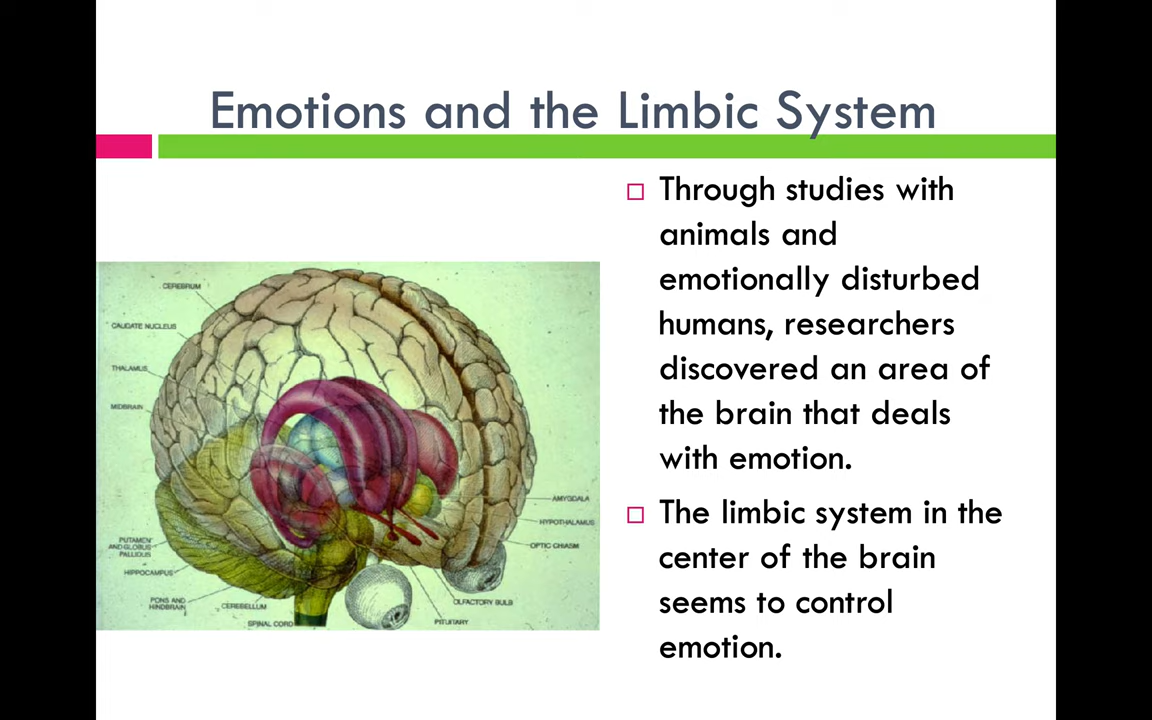 Emotions and the Limbic System
Through studies with
animals and
emotionally disturbed
humans, researchers
discovered an area of
the brain that deals
with emotion.
The limbic system in the
center of the brain
seems to control
emotion.
CEREBRUM
CAUDATE NUCLEUS
THALAMUS
MIDBRAIN
PUTAMEN
AND GLOBUS
PALLIDUS
HIPPOCAMPUS
PONS AND
HINDBRAIN
CEREBELLUM
SPINAL CORD
AMYGDALA
HYPOTHALAMUS
OPTIC CHIASM
OLFACTORY BULB
PITUITARY